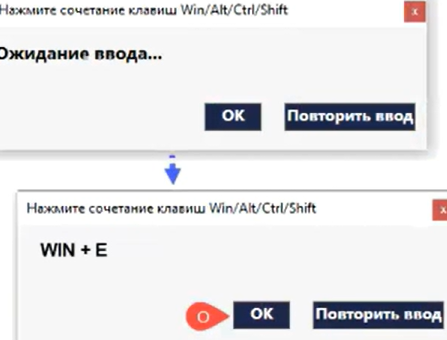 Нажмите сочетание клавиш Win/Alt/Ctrl/Shift x
Ожидание ввода...
OK Повторить ввод
Нажмите сочетание клавиш Win/Alt/Ctrl/Shift x
WIN + E
O OK Повторить ввод